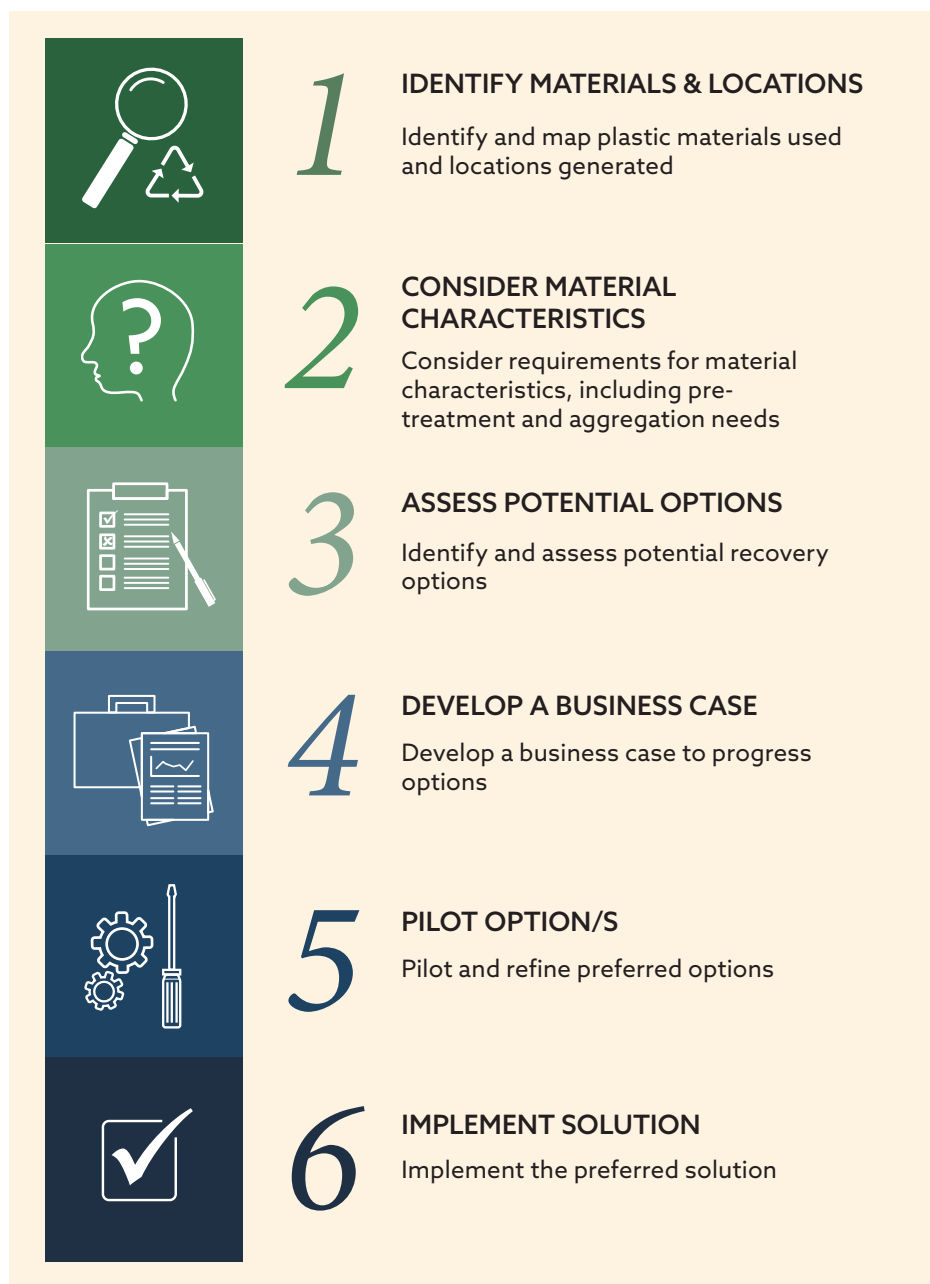 1
IDENTIFY MATERIALS & LOCATIONS
Identify and map plastic materials used
and locations generated
?
2
CONSIDER MATERIAL
CHARACTERISTICS
Consider requirements for material
characteristics, including pre-
treatment and aggregation needs
3
ASSESS POTENTIAL OPTIONS
Identify and assess potential recovery
options
4
DEVELOP A BUSINESS CASE
Develop a business case to progress
options
5
PILOT OPTION/S
Pilot and refine preferred options
6
IMPLEMENT SOLUTION
Implement the preferred solution